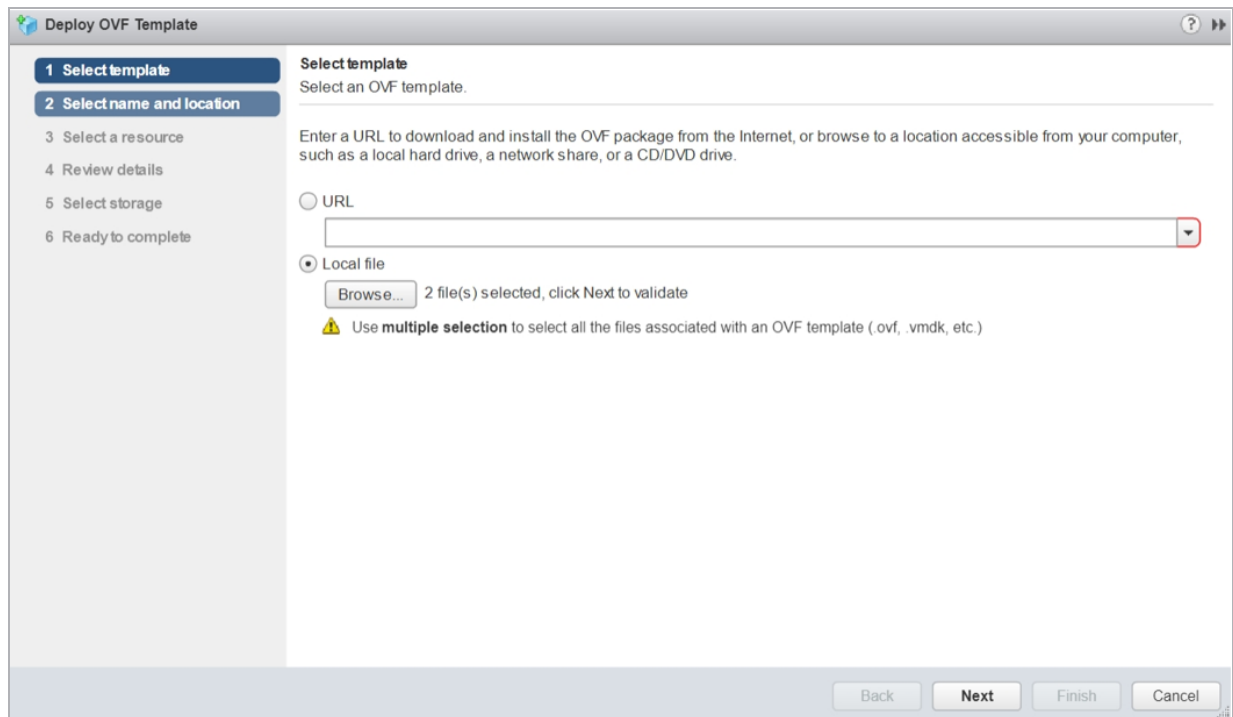 Deploy OVF Template
?
1 Select template
2 Select name and location
3 Select a resource
4 Review details
5 Select storage
6 Ready to complete
Select template
Select an OVF template.
Enter a URL to download and install the OVF package from the Internet, or browse to a location accessible from your computer,
such as a local hard drive, a network share, or a CD/DVD drive.
URL
Local file
Browse... 2 file(s) selected, click Next to validate
Use multiple selection to select all the files associated with an OVF template (.ovf, .vmdk, etc.)
Back Next Finish Cancel